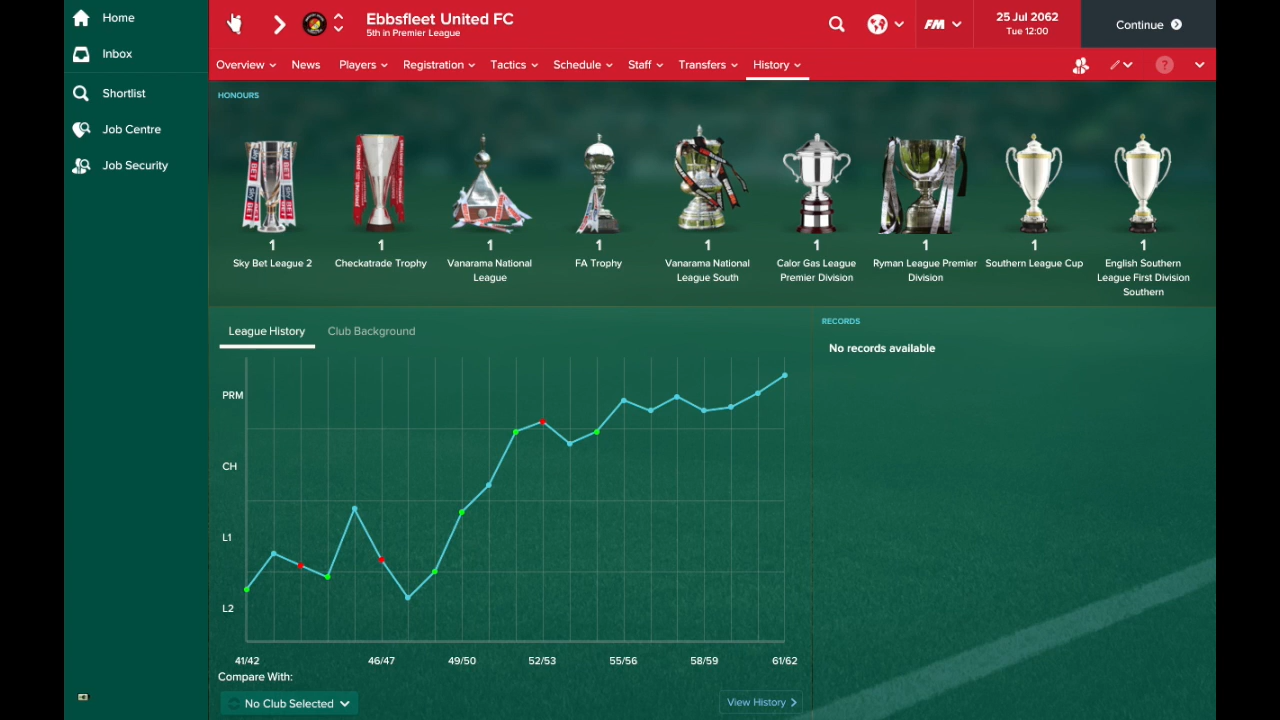 Home
Inbox
Shortlist
Job Centre
Job Security
Ebbsfleet United FC
5th in Premier League
FM
25 Jul 2062
Tue 12:00
Continue
Overview
News
Players
Registration
Tactics
Schedule
Staff
Transfers
History
?
HONOURS
1
Sky Bet League 2
1
Checkatrade Trophy
1
Vanarama National
League
1
FA Trophy
1
Vanarama National
League South
1
Calor Gas League
Premier Division
1
Ryman League Premier
Division
1
Southern League Cup
1
English Southern
League First Division
Southern
League History
Club Background
RECORDS
No records available
PRM
CH
L1
L2
41/42
46/47
49/50
52/53
55/56
58/59
61/62
Compare With:
No Club Selected
View History